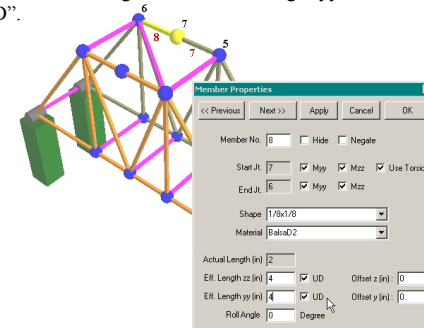 D".
6
7
8
5
7
Member Properties
<< Previous Next >> Apply Cancel OK
Member No. 8 Hide Negate
Start Jt. 7 Myy Mzz Use Torsio
End Jt. 6 Myy Mzz
Shape 1/8x1/8
Material BalsaD2
Actual Length (in) 2
Eff. Length zz (in) 4 UD Offset z (in): 0
Eff. Length yy (in) 4 UD Offset y (in): 0
Roll Angle 0 Degree